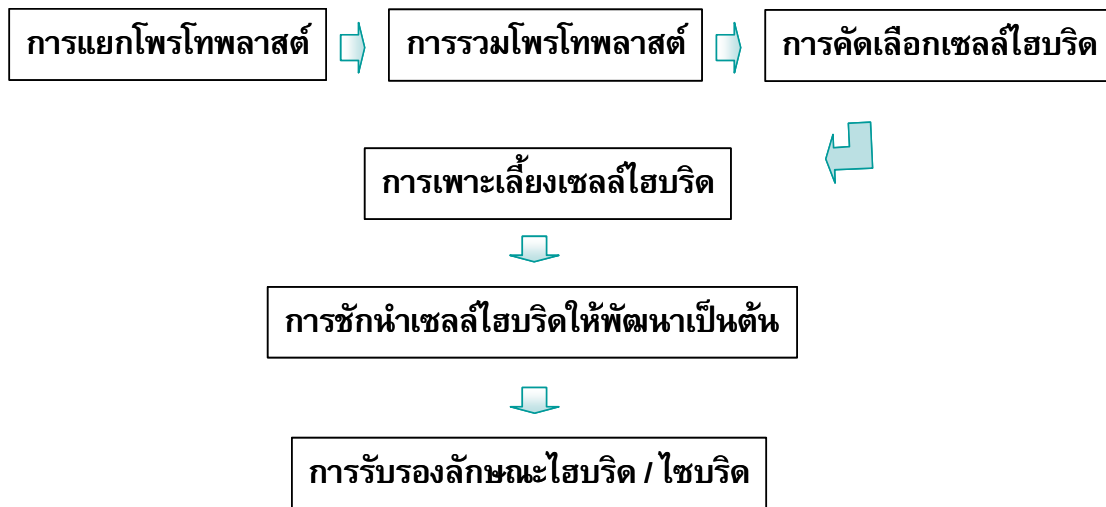 การแยกโพรโทพลาสต์
การรวมโพรโทพลาสต์
การคัดเลือกเซลล์ไฮบริด
การเพาะเลี้ยงเซลล์ไฮบริด
การชักนำเซลล์ไฮบริดให้พัฒนาเป็นต้น
การรับรองลักษณะไฮบริด / ไซบริด